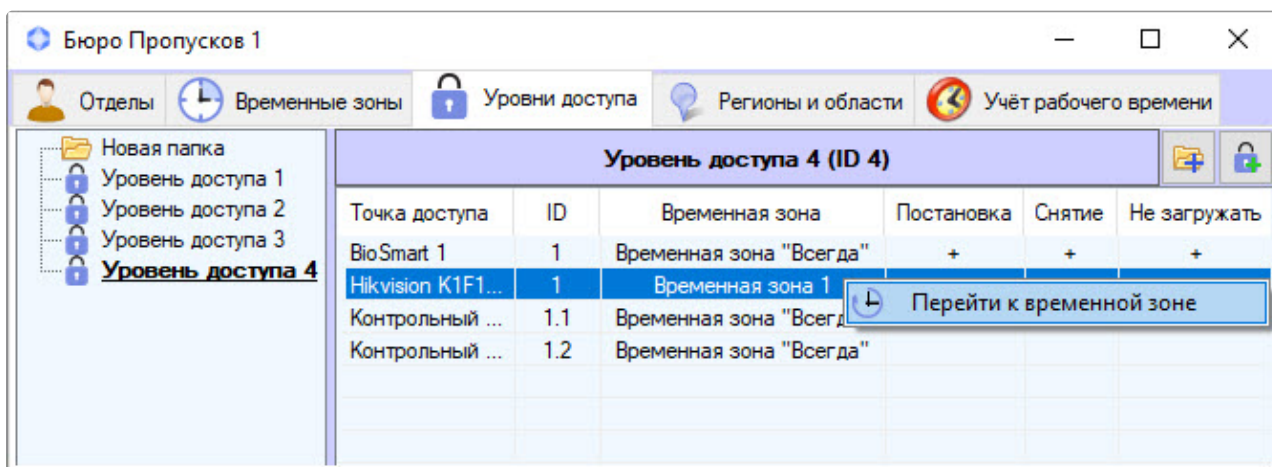 Бюро Пропусков 1
Отделы Временные зоны Уровни доступа Регионы и области Учёт рабочего времени
Новая папка
Уровень доступа 1
Уровень доступа 2
Уровень доступа 3
Уровень доступа 4
Уровень доступа 4 (ID 4)
Точка доступа ID Временная зона Постановка Снятие Не загружать
BioSmart 1 1 Временная зона "Всегда" + + +
Hikvision K1F1... 1 Временная зона 1
Перейти к временной зоне
Контрольный ... 1.1 Временная зона
Контрольный ... 1.2 Временная зона "Всегда"